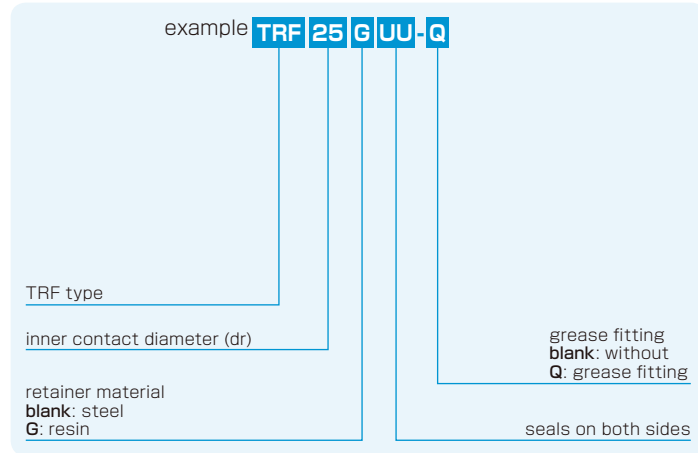 example TRF 25 G UU-Q
TRF type
inner contact diameter (dr)
retainer material
blank: steel
G: resin
grease fitting
blank: without
Q: grease fitting
seals on both sides